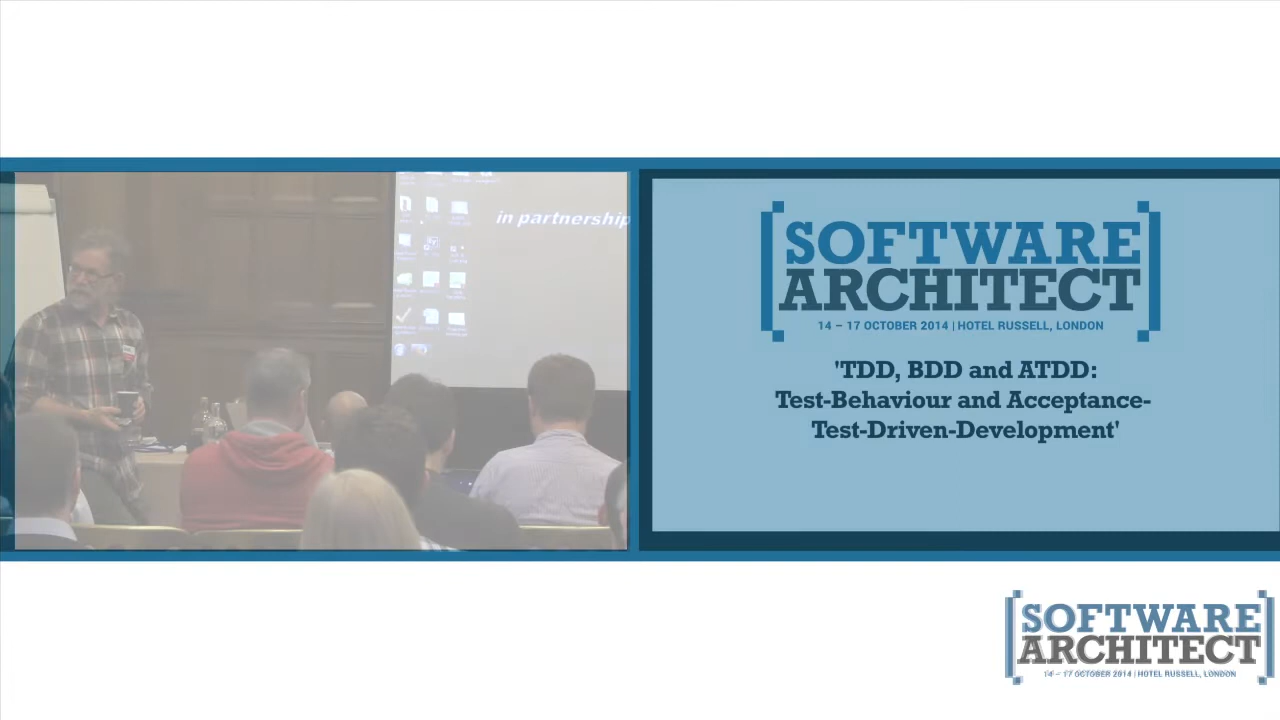 in partnership
SOFTWARE
ARCHITECT
14 – 17 OCTOBER 2014 | HOTEL RUSSELL, LONDON
'TDD, BDD and ATDD:
Test-Behaviour and Acceptance-
Test-Driven-Development'
SOFTWARE
ARCHITECT
14 – 17 OCTOBER 2014 | HOTEL RUSSELL, LONDON